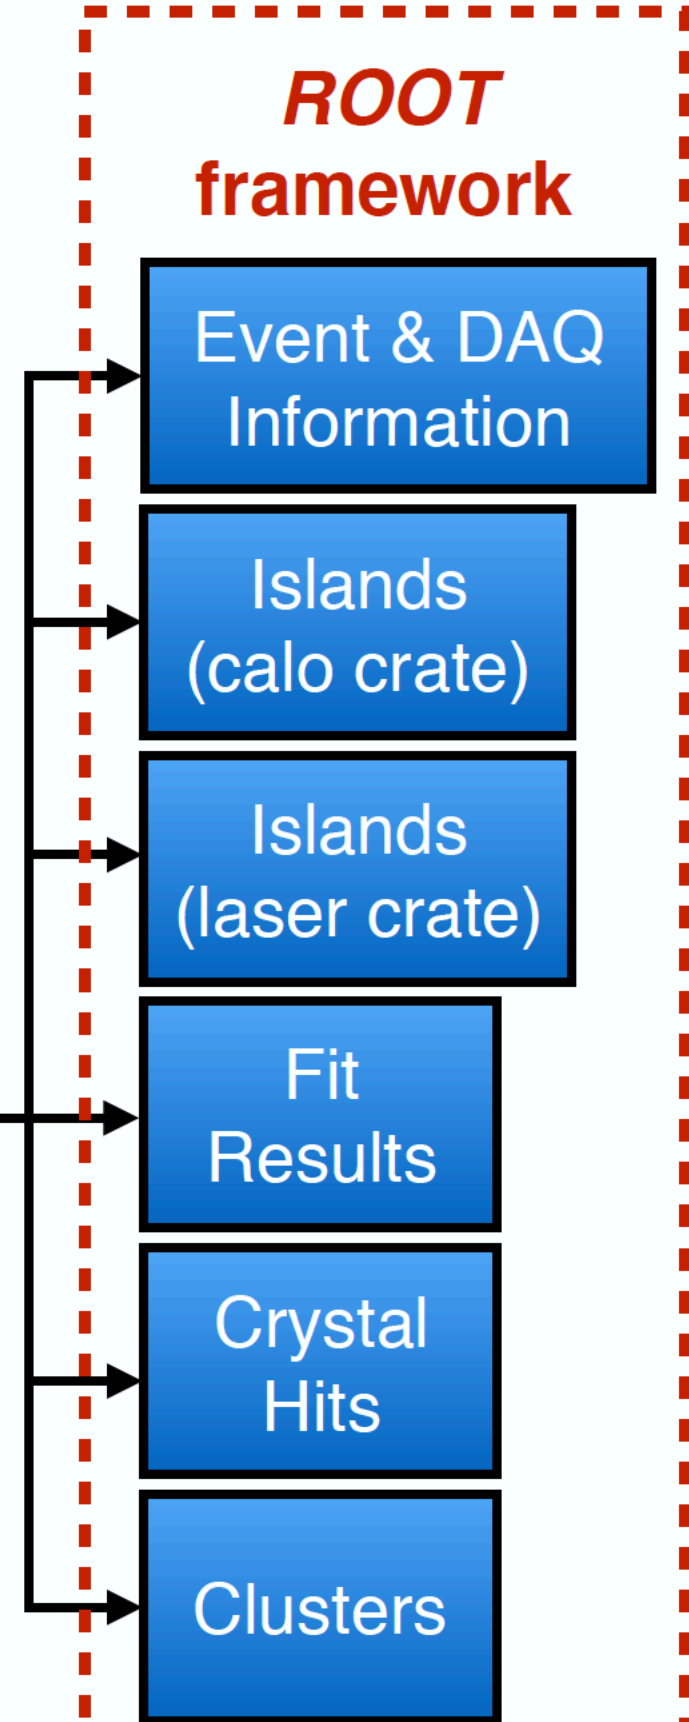 ROOT
framework
Event & DAQ
Information
Islands
(calo crate)
Islands
(laser crate)
Fit
Results
Crystal
Hits
Clusters